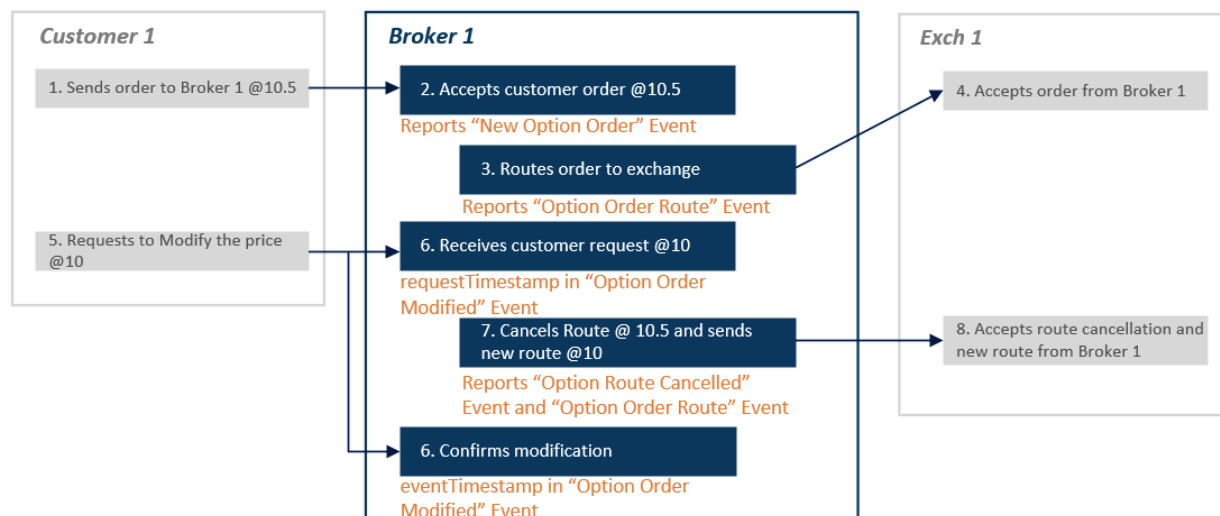 Customer 1
1. Sends order to Broker 1 @10.5
5. Requests to Modify the price
@10
Broker 1
2. Accepts customer order @10.5
Reports “New Option Order” Event
3. Routes order to exchange
Reports “Option Order Route” Event
6. Receives customer request @10
requestTimestamp in “Option Order
Modified” Event
7. Cancels Route @ 10.5 and sends
new route @10
Reports “Option Route Cancelled”
Event and “Option Order Route” Event
6. Confirms modification
eventTimestamp in “Option Order
Modified” Event
Exch 1
4. Accepts order from Broker 1
8. Accepts route cancellation and
new route from Broker 1